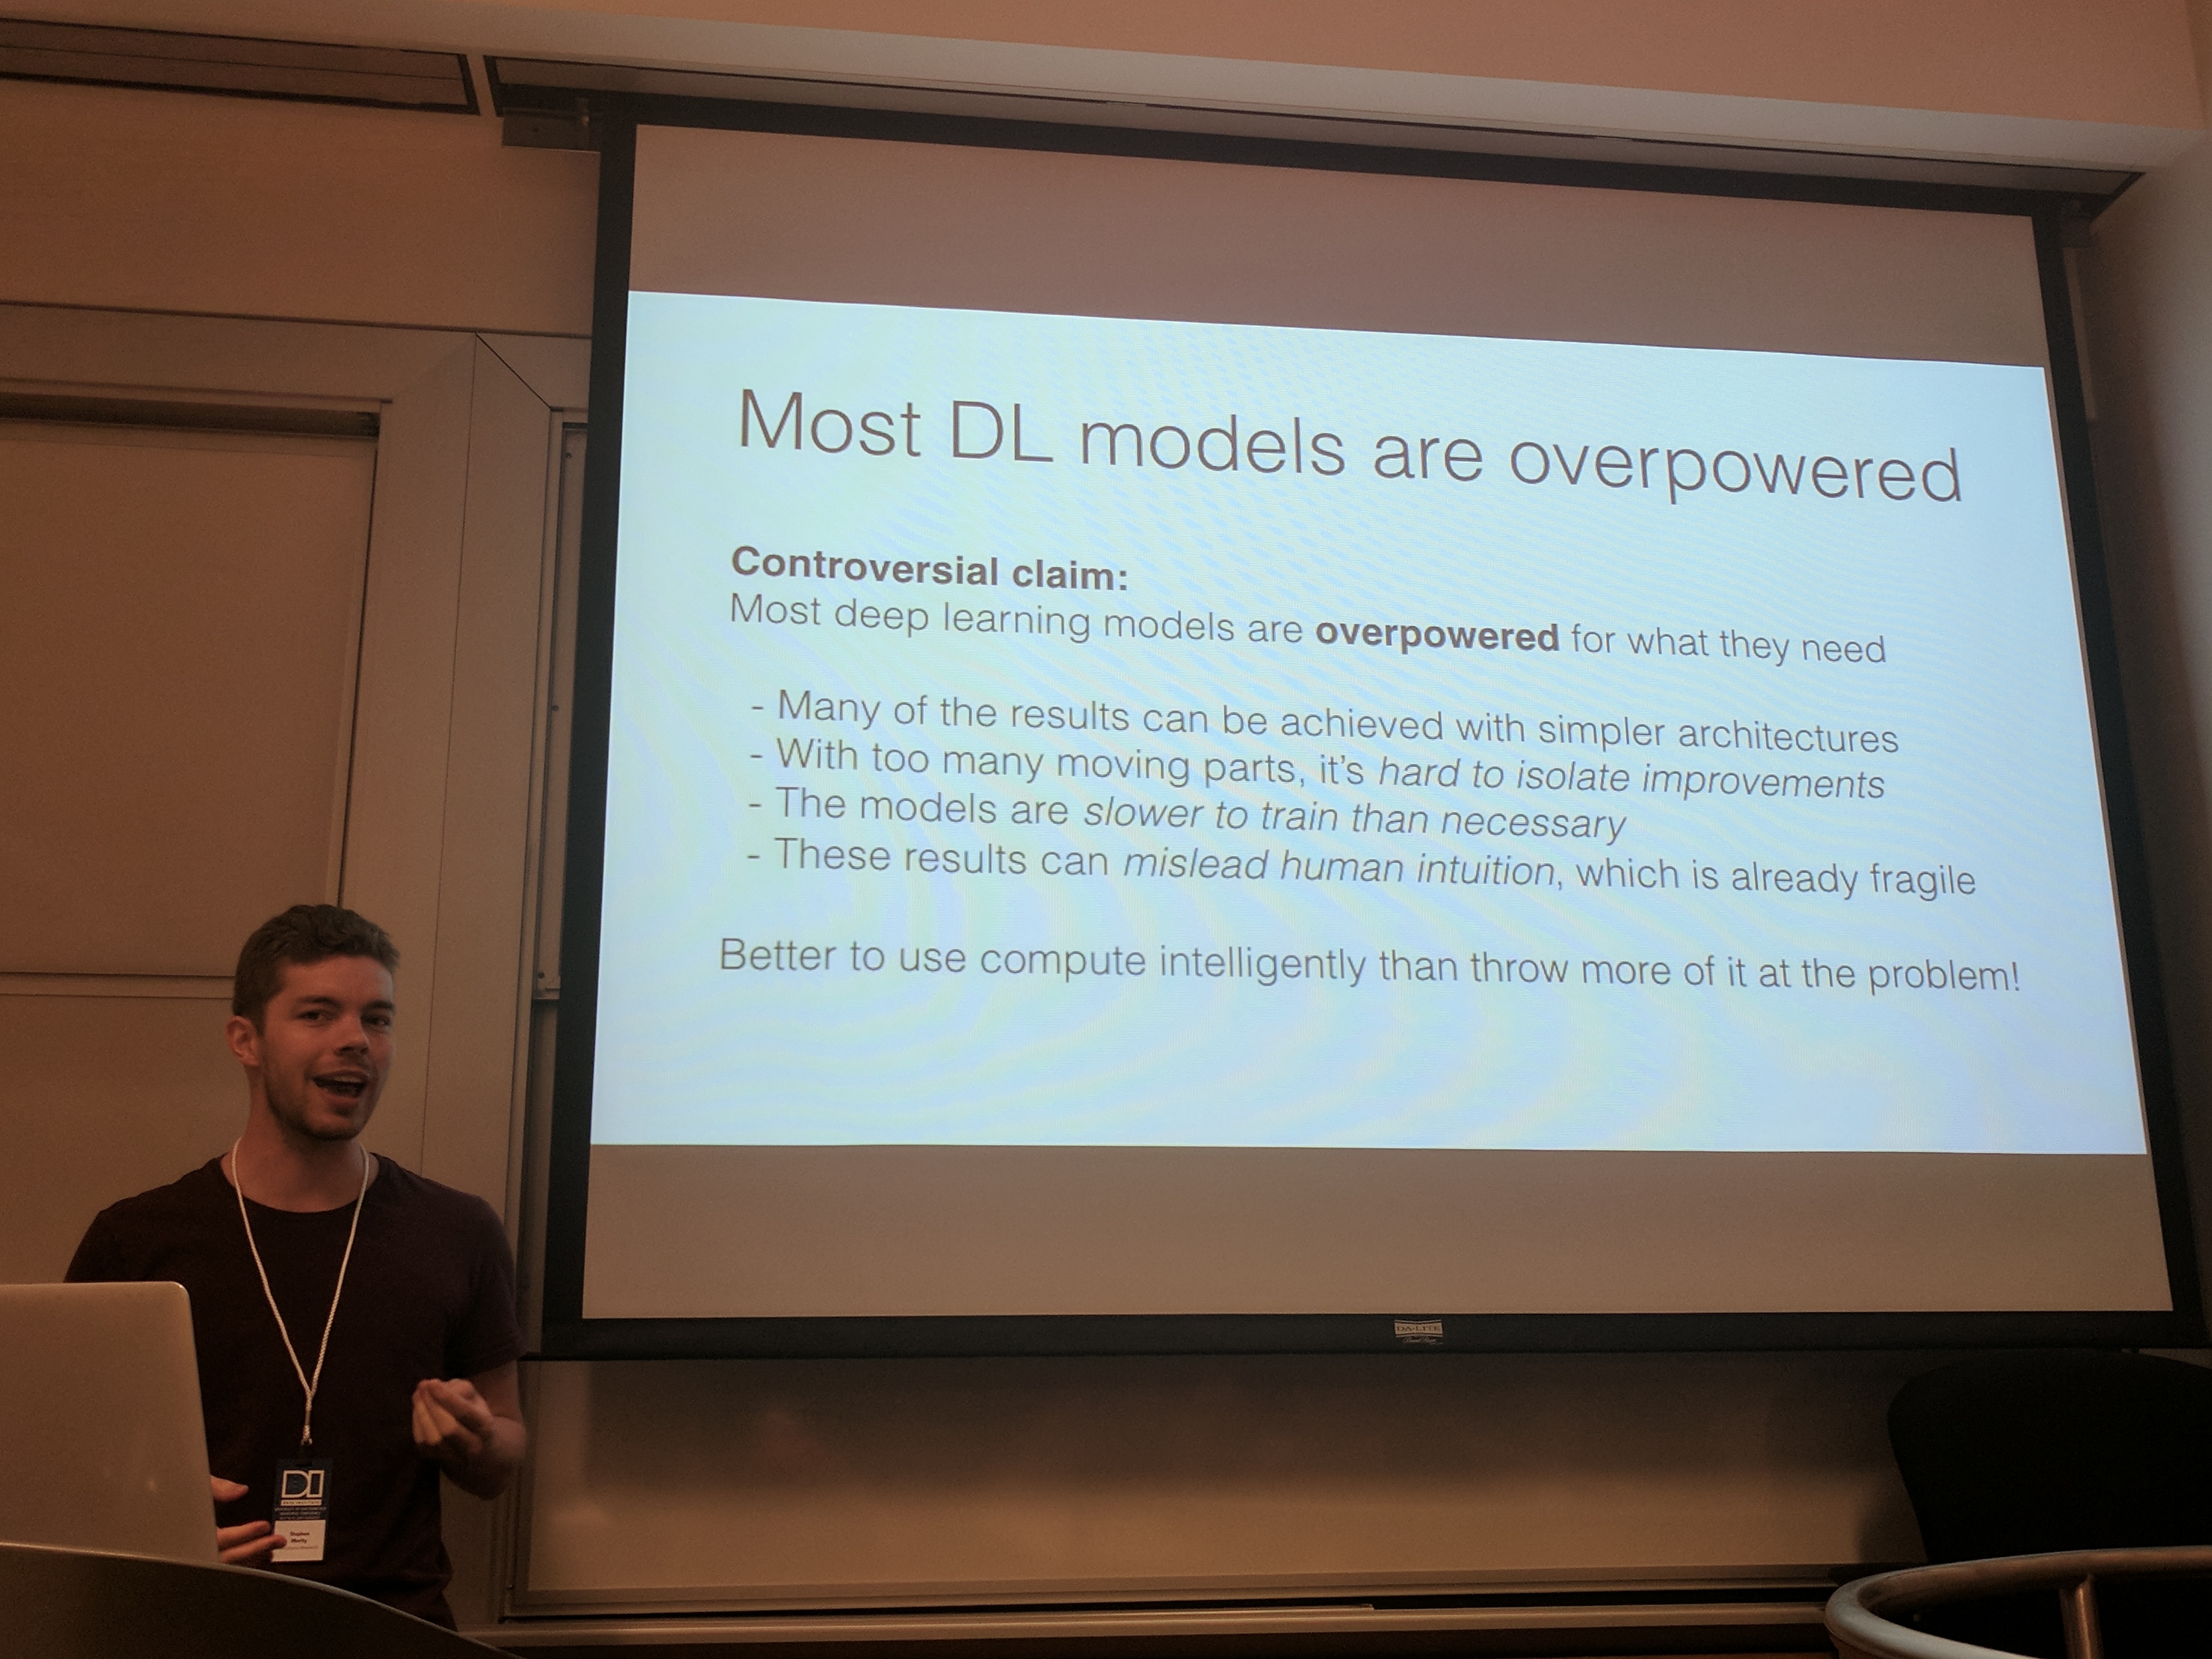 Most DL models are overpowered
Controversial claim:
Most deep learning models are overpowered for what they need
- Many of the results can be achieved with simpler architectures
- With too many moving parts, it's hard to isolate improvements
- The models are slower to train than necessary
- These results can mislead human intuition, which is already fragile
Better to use compute intelligently than throw more of it at the problem!
DA-LITE
DI
DATA INSTITUTE
Stephen
Merity